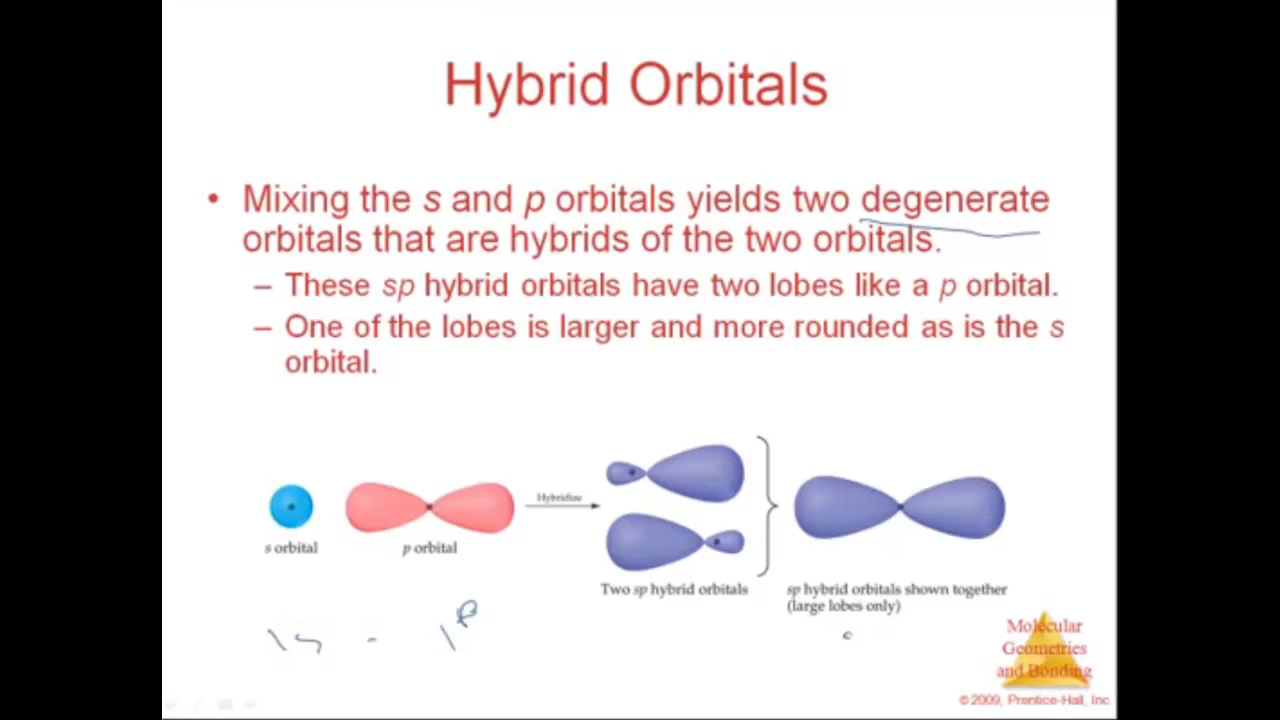 Hybrid Orbitals
• Mixing the s and p orbitals yields two degenerate
orbitals that are hybrids of the two orbitals.
– These sp hybrid orbitals have two lobes like a p orbital.
– One of the lobes is larger and more rounded as is the s
orbital.
Hybridize
s orbital
p orbital
Two sp hybrid orbitals
sp hybrid orbitals shown together
(large lobes only)
1s - 1p
Molecular
Geometries
and Bonding
© 2009, Prentice-Hall, Inc